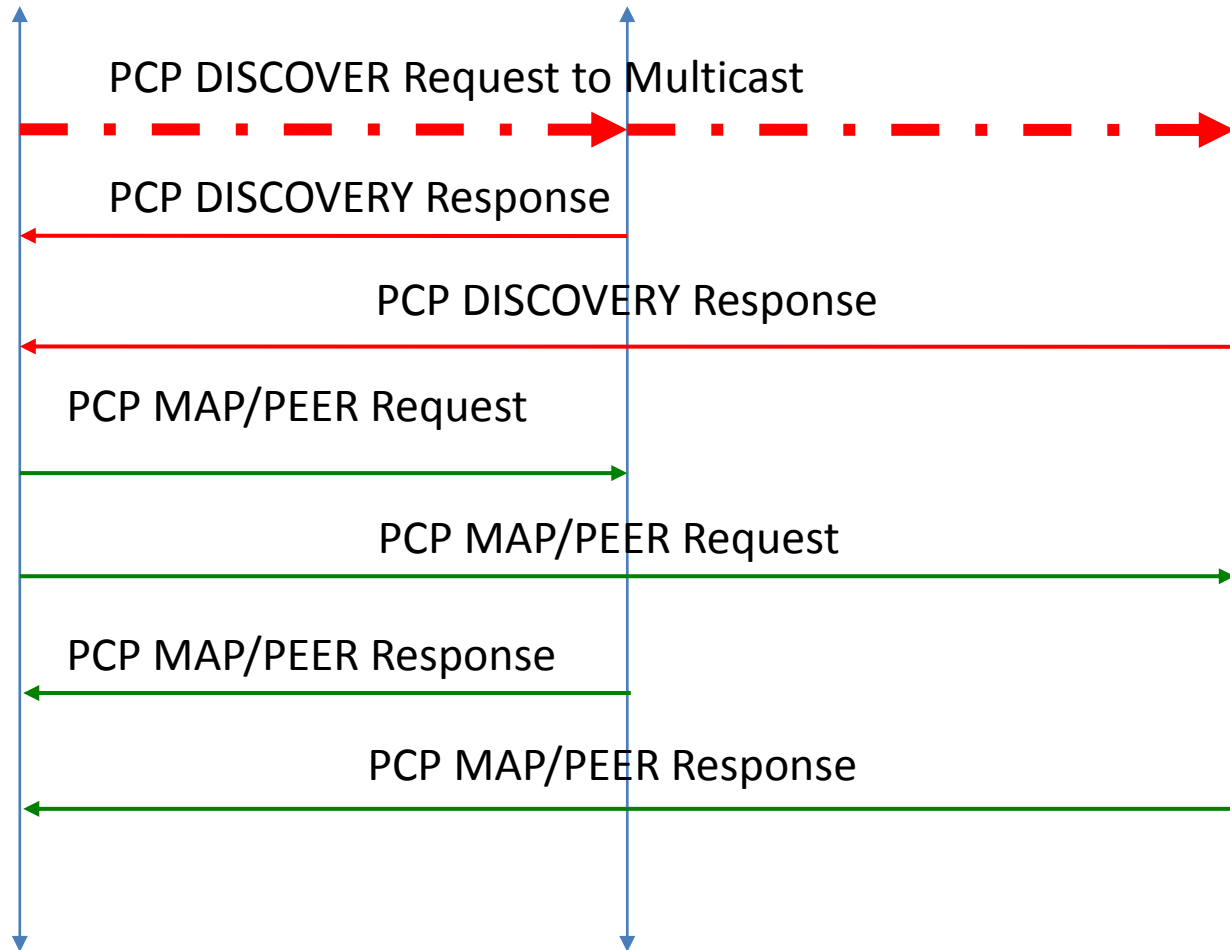 PCP DISCOVER Request to Multicast
PCP DISCOVERY Response
PCP DISCOVERY Response
PCP MAP/PEER Request
PCP MAP/PEER Request
PCP MAP/PEER Response
PCP MAP/PEER Response